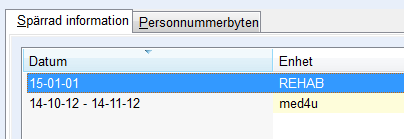 Spärrad information Personnummerbyten
Datum Enhet
15-01-01 REHAB
14-10-12 - 14-11-12 med4u